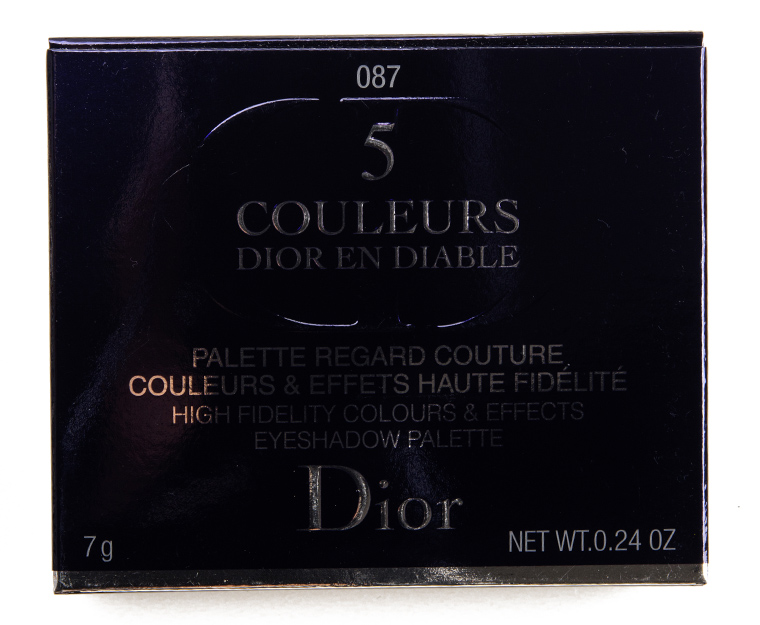 087
5
COULEURS
DIOR EN DIABLE
PALETTE REGARD COUTURE
COULEURS & EFFETS HAUTE FIDÉLITÉ
HIGH FIDELITY COLOURS & EFFECTS
EYESHADOW PALETTE
Dior
7 g
NET WT.0.24 OZ